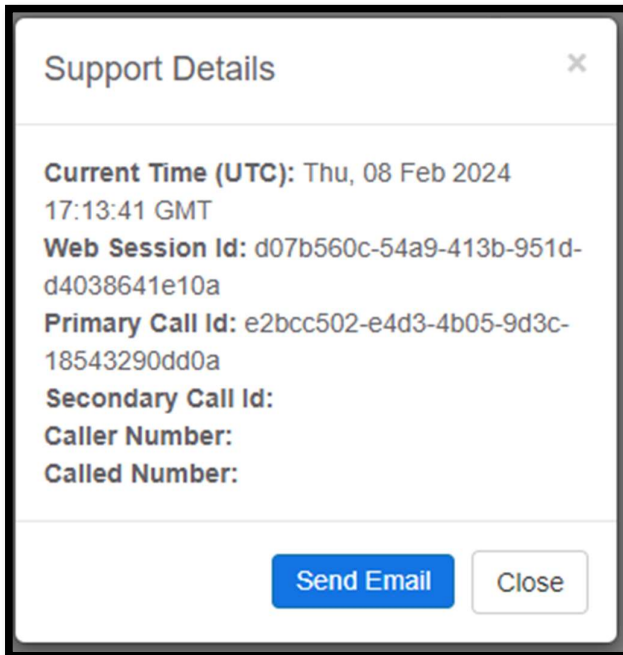 Support Details ×
Current Time (UTC): Thu, 08 Feb 2024
17:13:41 GMT
Web Session Id: d07b560c-54a9-413b-951d-
d4038641e10a
Primary Call Id: e2bcc502-e4d3-4b05-9d3c-
18543290dd0a
Secondary Call Id:
Caller Number:
Called Number:
Send Email Close